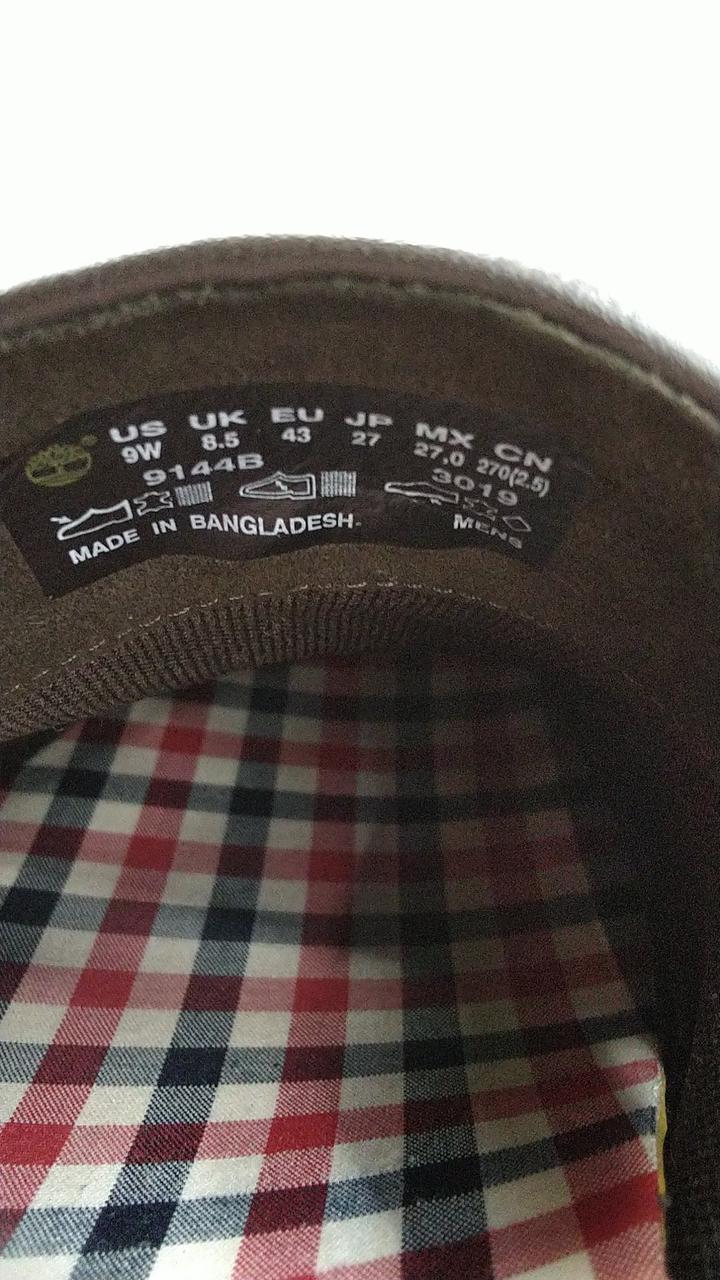 US UK EU JP MX CN
9W 8.5 43 27 27.0 270(2.5)
9144B 3019
MADE IN BANGLADESH MENS